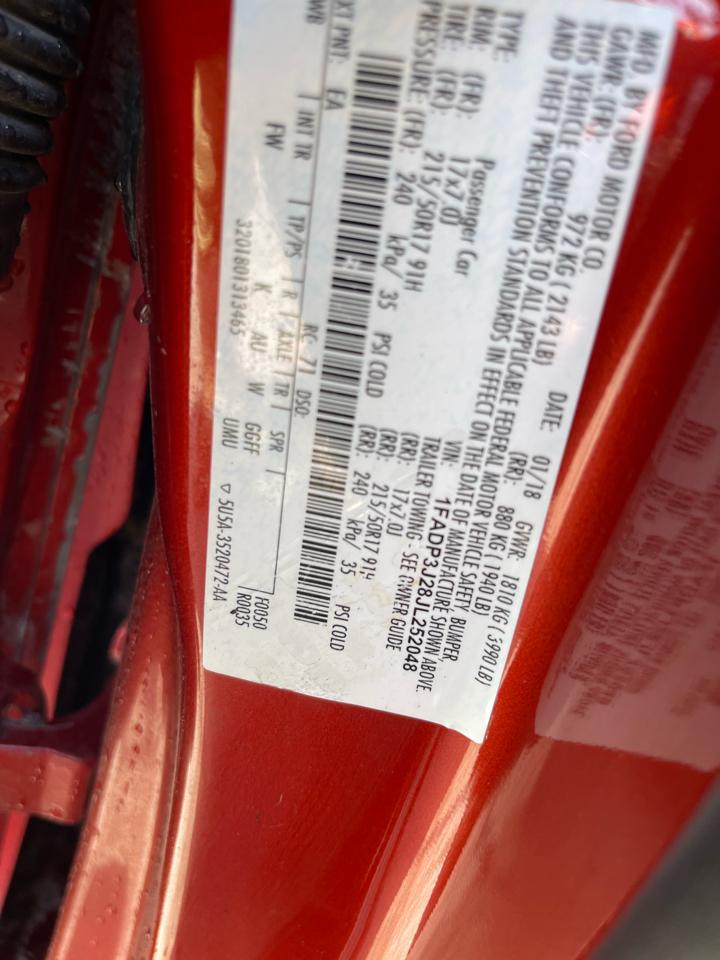 MFD. BY FORD MOTOR CO.
DATE: 01/18 GVWR: 1810 KG ( 3990 LB)
GAWR: (FR): 972 KG ( 2143 LB) (RR): 880 KG ( 1940 LB)
THIS VEHICLE CONFORMS TO ALL APPLICABLE FEDERAL MOTOR VEHICLE SAFETY, BUMPER,
AND THEFT PREVENTION STANDARDS IN EFFECT ON THE DATE OF MANUFACTURE SHOWN ABOVE.
VIN: 1FADP3J28JL252048
TYPE: Passenger Car TRAILER TOWING - SEE OWNER GUIDE
RIM: (FR): 17x7.0J (RR): 17x7.0J
TIRE: (FR): 215/50R17 91H (RR): 215/50R17 91H
PRESSURE: (FR): 240 kPa/ 35 PSI COLD (RR): 240 kPa/ 35 PSI COLD
EXT PNT: EA RC: 71 DSO: F0050
WB | INT TR | TP/PS | R | AXLE | TR | SPR R0035
FW K AU W GGFF
3201801313465 UMU ▽ 5U5A-3520472-AA